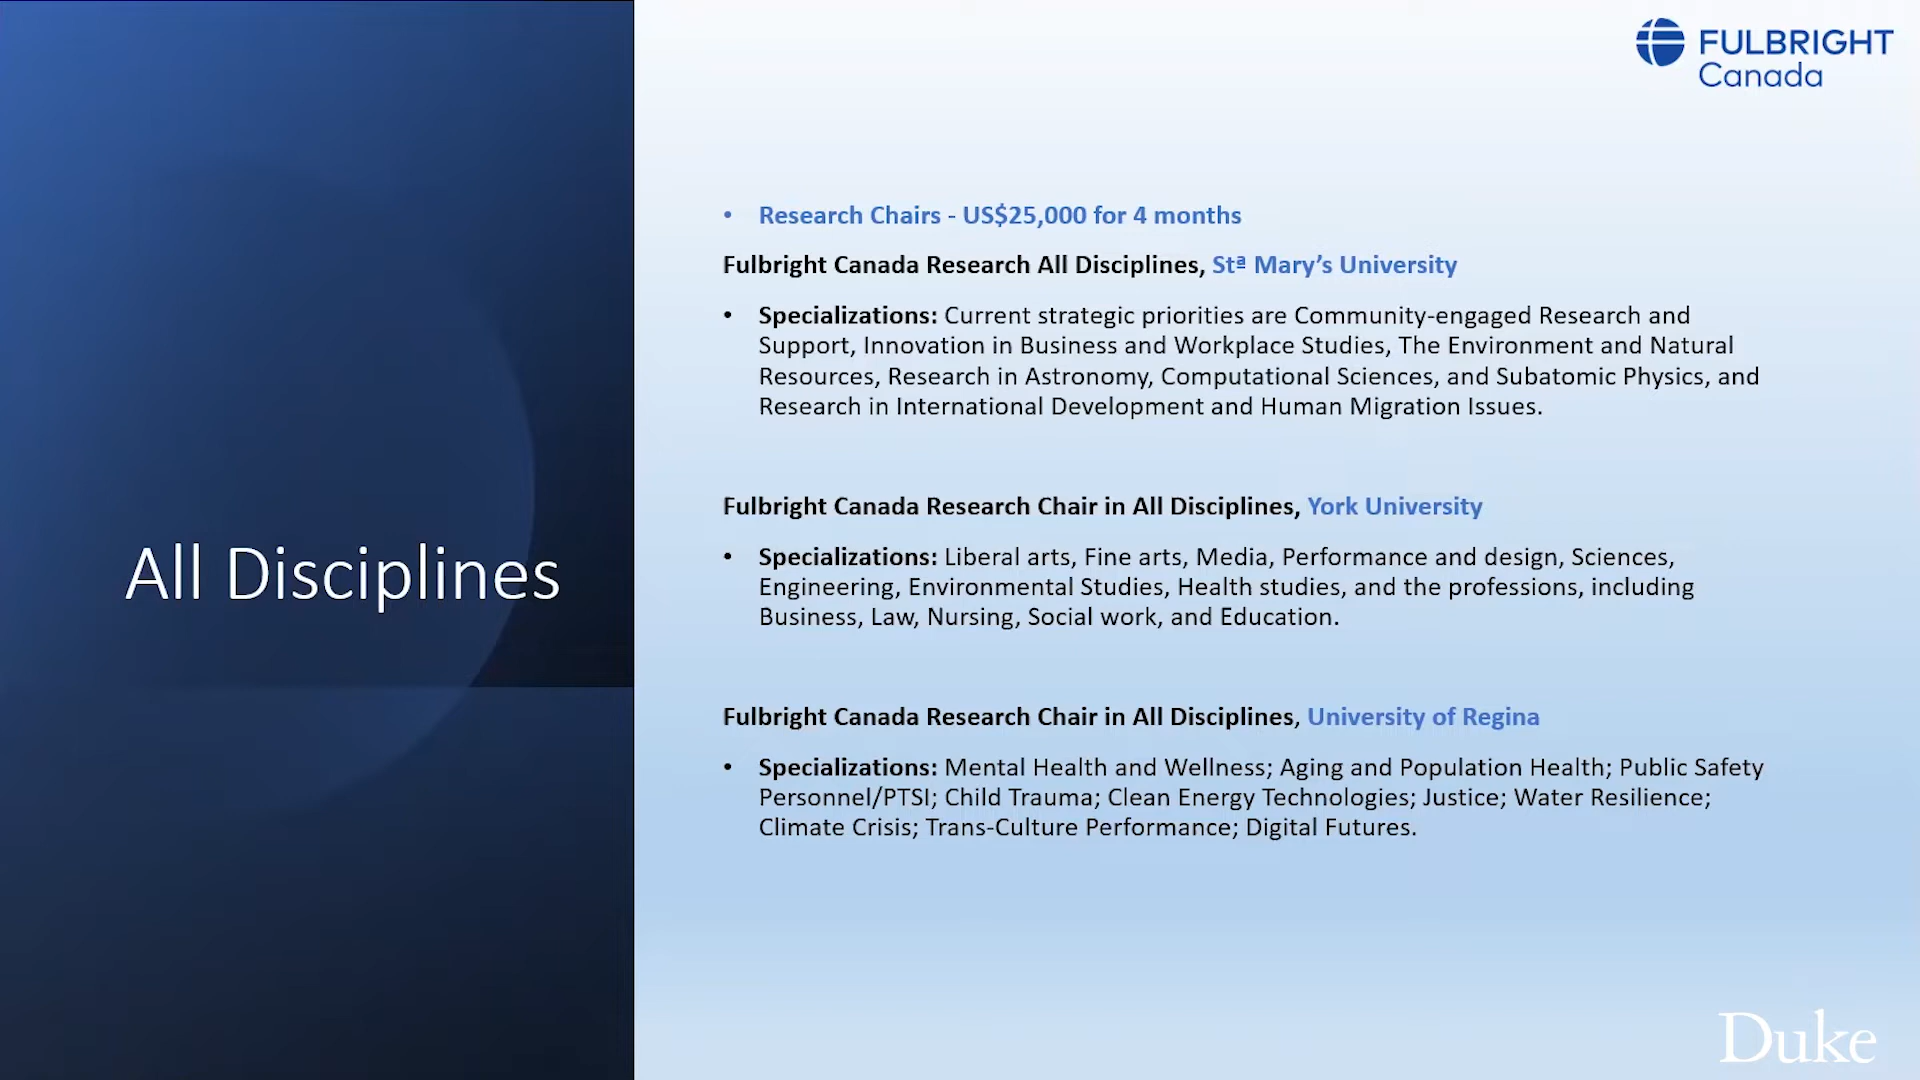 FULBRIGHT
Canada
All Disciplines
• Research Chairs - US$25,000 for 4 months
Fulbright Canada Research All Disciplines, Stª Mary’s University
• Specializations: Current strategic priorities are Community-engaged Research and
Support, Innovation in Business and Workplace Studies, The Environment and Natural
Resources, Research in Astronomy, Computational Sciences, and Subatomic Physics, and
Research in International Development and Human Migration Issues.
Fulbright Canada Research Chair in All Disciplines, York University
• Specializations: Liberal arts, Fine arts, Media, Performance and design, Sciences,
Engineering, Environmental Studies, Health studies, and the professions, including
Business, Law, Nursing, Social work, and Education.
Fulbright Canada Research Chair in All Disciplines, University of Regina
• Specializations: Mental Health and Wellness; Aging and Population Health; Public Safety
Personnel/PTSI; Child Trauma; Clean Energy Technologies; Justice; Water Resilience;
Climate Crisis; Trans-Culture Performance; Digital Futures.
Duke